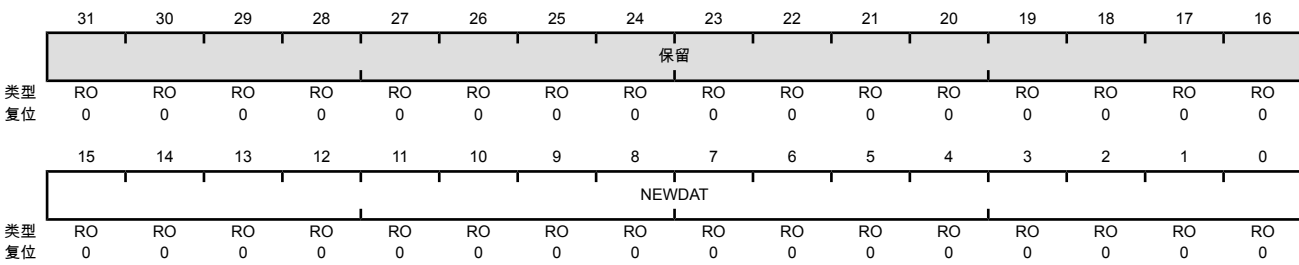 31 30 29 28 27 26 25 24 23 22 21 20 19 18 17 16
保留
类型 RO RO RO RO RO RO RO RO RO RO RO RO RO RO RO RO
复位 0 0 0 0 0 0 0 0 0 0 0 0 0 0 0 0
15 14 13 12 11 10 9 8 7 6 5 4 3 2 1 0
NEWDAT
类型 RO RO RO RO RO RO RO RO RO RO RO RO RO RO RO RO
复位 0 0 0 0 0 0 0 0 0 0 0 0 0 0 0 0